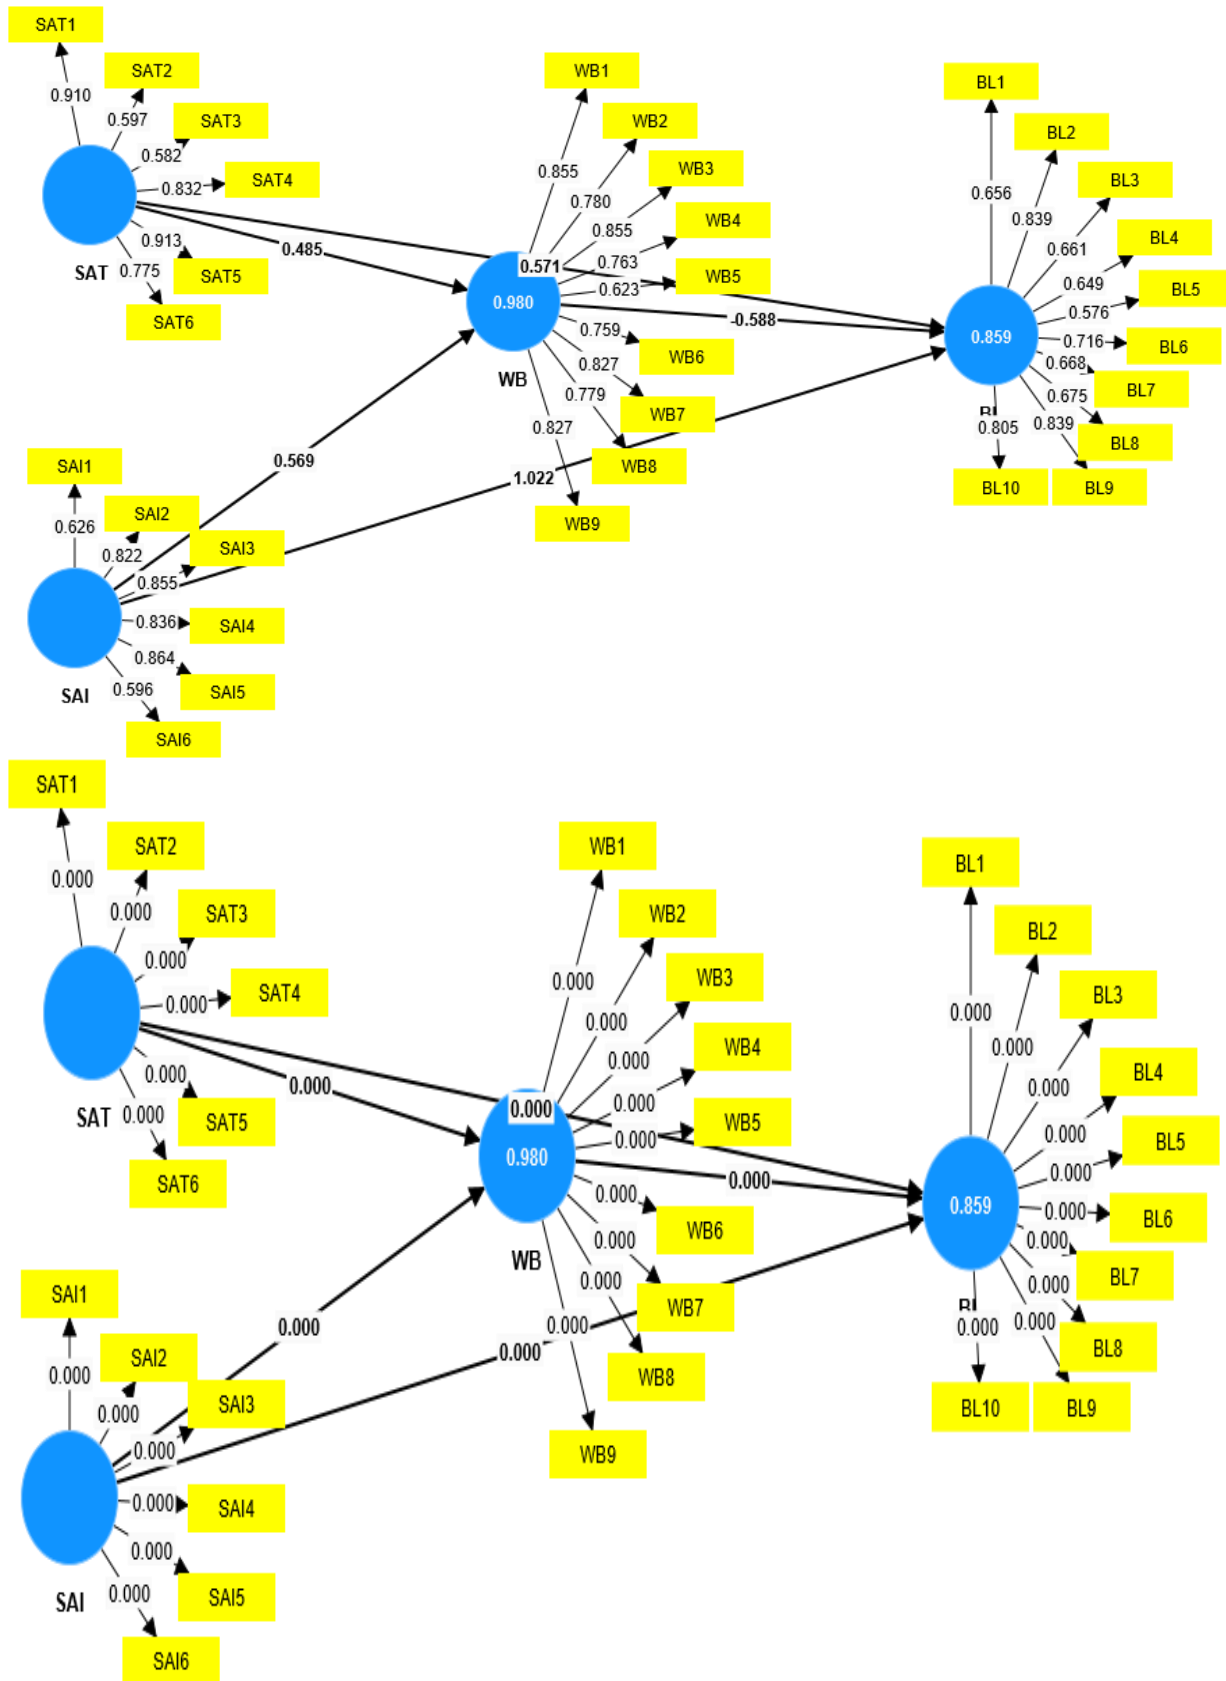 SAT1
SAT2
SAT3
SAT4
SAT5
SAT6
0.910
0.597
0.582
0.832
0.913
0.775
SAT
0.485
0.571
WB1
WB2
WB3
WB4
WB5
WB6
WB7
WB8
WB9
0.855
0.780
0.855
0.763
0.623
0.759
0.827
0.779
0.827
0.980
WB
-0.588
BL1
BL2
BL3
BL4
BL5
BL6
BL7
BL8
BL9
BL10
0.656
0.839
0.661
0.649
0.576
0.716
0.668
0.675
0.839
0.805
0.859
BL
0.569
1.022
SAI1
SAI2
SAI3
SAI4
SAI5
SAI6
0.626
0.822
0.855
0.836
0.864
0.596
SAI
SAT1
SAT2
SAT3
SAT4
SAT5
SAT6
0.000
0.000
0.000
0.000
0.000
0.000
SAT
0.000
0.000
WB1
WB2
WB3
WB4
WB5
WB6
WB7
WB8
WB9
0.000
0.000
0.000
0.000
0.000
0.000
0.000
0.000
0.000
0.980
WB
0.000
BL1
BL2
BL3
BL4
BL5
BL6
BL7
BL8
BL9
BL10
0.000
0.000
0.000
0.000
0.000
0.000
0.000
0.000
0.000
0.000
0.859
BL
0.000
0.000
SAI1
SAI2
SAI3
SAI4
SAI5
SAI6
0.000
0.000
0.000
0.000
0.000
0.000
SAI